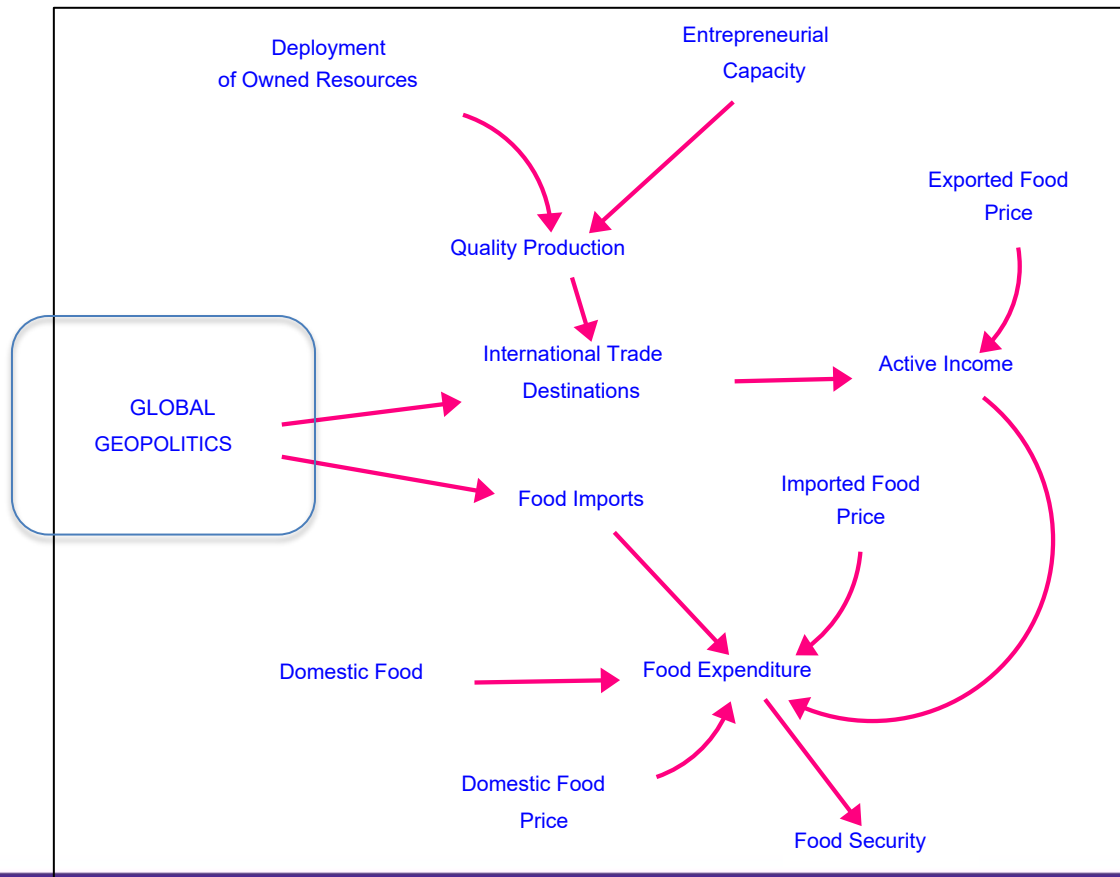 Deployment
of Owned Resources
Entrepreneurial
Capacity
Exported Food
Price
Quality Production
International Trade
Destinations
Active Income
GLOBAL
GEOPOLITICS
Food Imports
Imported Food
Price
Domestic Food
Food Expenditure
Domestic Food
Price
Food Security